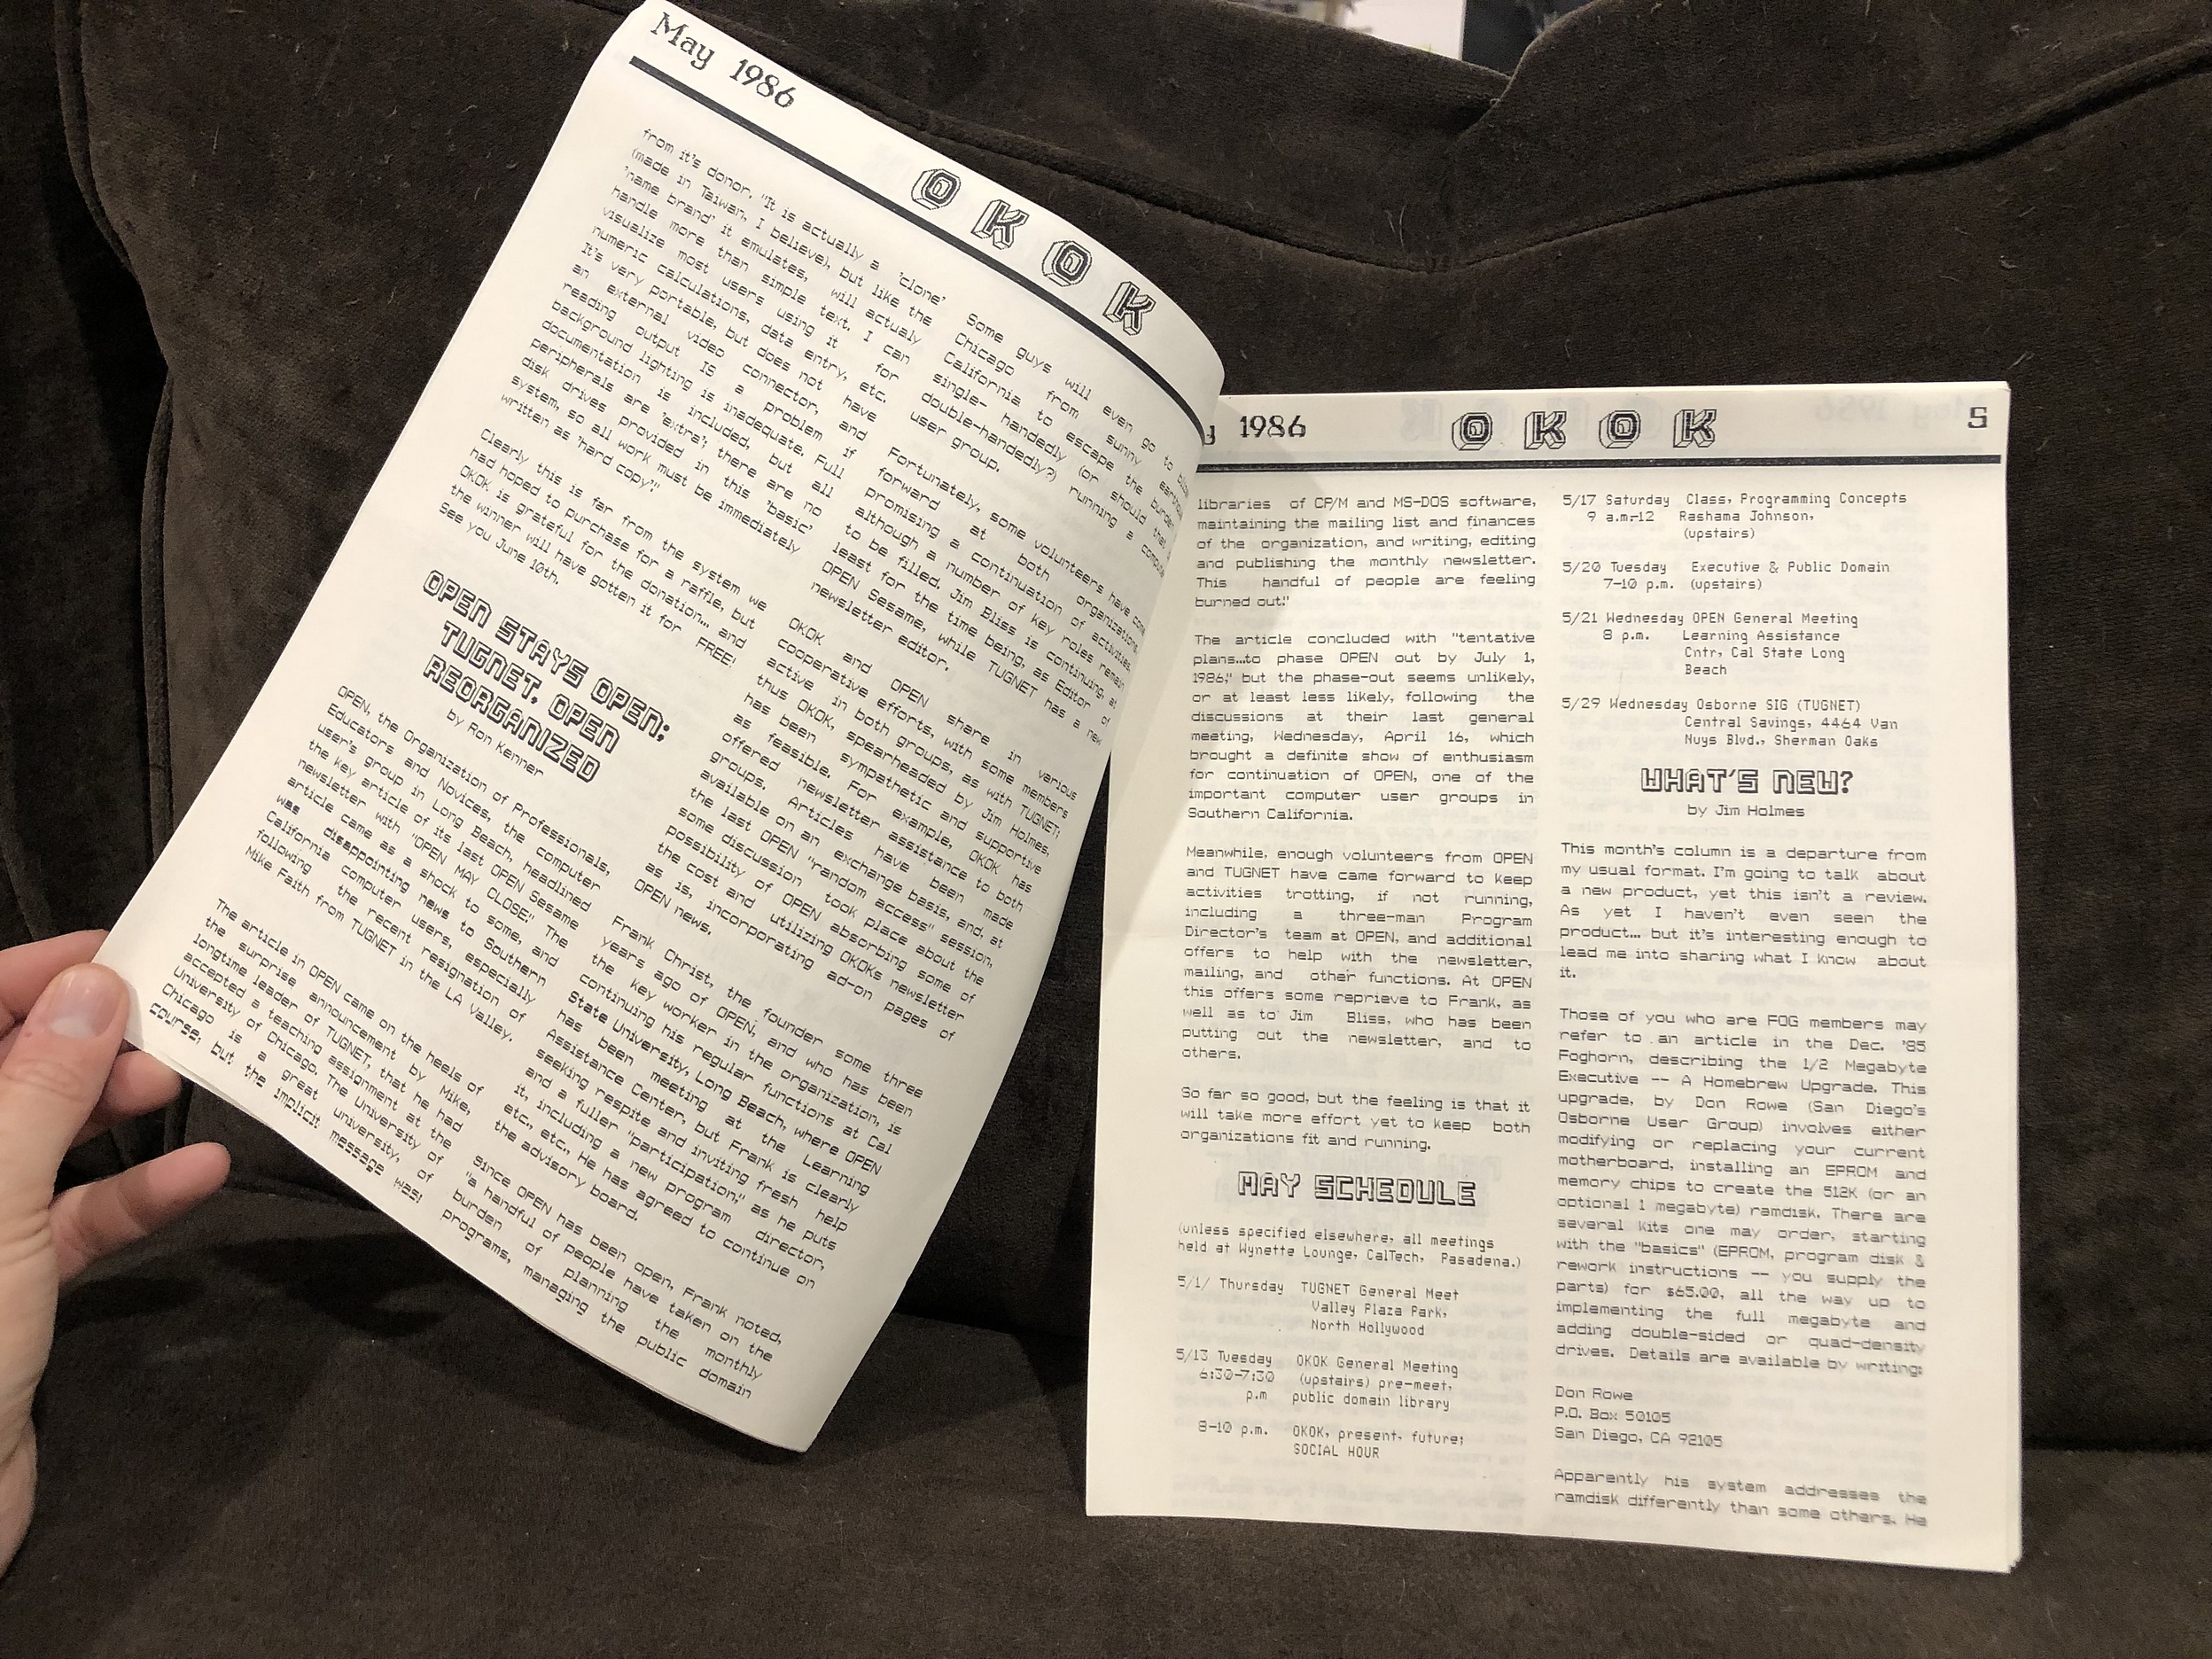 May 1986
O K O K
from it's donor. "It is actually a 'clone'
(made in Taiwan, I believe), but like the
'name brand' it emulates, will actualy
handle more than simple text. I can
visualize most users using it for
numeric calculations, data entry, etc.
It's very portable, but does not have
an external video connector, and
reading output IS a problem if
background lighting is inadequate. Full
documentation is included, but all
peripherals are 'extra'; there are no
disk drives provided in this 'basic'
system, so all work must be immediately
written as 'hard copy'."
Clearly this is far from the system we
had hoped to purchase for a raffle, but
OKOK is grateful for the donation... and
the winner will have gotten it for FREE!
See you June 10th.
OPEN STAYS OPEN;
TUGNET, OPEN
REORGANIZED
by Ron Kenner
OPEN, the Organization of Professionals,
Educators and Novices, the computer
user's group in Long Beach, headlined
the key article of its last OPEN Sesame
newsletter with "OPEN MAY CLOSE." The
article came as a shock to some, and
was disappointing news to Southern
California computer users, especially
following the recent resignation of
Mike Faith from TUGNET in the LA Valley.
The article in OPEN came on the heels of
the surprise announcement by Mike,
longtime leader of TUGNET, that he had
accepted a teaching assignment at the
University of Chicago. The University of
Chicago is a great university, of
course, but the implicit message was:
Some guys will even go to
Chicago from sunny
California to escape the burden
single- handedly (or should that
double-handedly?) running a computer
user group.
Fortunately, some volunteers have come
forward at both organizations,
promising a continuation of activities,
although a number of key roles remain
to be filled. Jim Bliss is continuing, at
least for the time being, as Editor of
OPEN Sesame, while TUGNET has a new
newsletter editor.
OKOK and OPEN share in various
cooperative efforts, with some members
active in both groups, as with TUGNET;
thus OKOK, spearheaded by Jim Holmes,
has been sympathetic and supportive
as feasible. For example, OKOK has
offered newsletter assistance to both
groups. Articles have been made
available on an exchange basis, and, at
the last OPEN "random access" session,
some discussion took place about the
possibility of OPEN absorbing some of
the cost and utilizing OKOKs newsletter
as is, incorporating ad-on pages of
OPEN news.
Frank Christ, the founder some three
years ago of OPEN, and who has been
the key worker in the organization, is
continuing his regular functions at Cal
State University, Long Beach, where OPEN
has been meeting at the Learning
Assistance Center, but Frank is clearly
seeking respite and inviting fresh help
and a fuller "participation," as he puts
it, including a new program director,
etc., etc., He has agreed to continue on
the advisory board.
Since OPEN has been open, Frank noted,
"a handful of people have taken on the
burden of planning the monthly
programs, managing the public domain
1986
O K O K
5
libraries of CP/M and MS-DOS software,
maintaining the mailing list and finances
of the organization, and writing, editing
and publishing the monthly newsletter.
This handful of people are feeling
burned out."
The article concluded with "tentative
plans...to phase OPEN out by July 1,
1986;" but the phase-out seems unlikely,
or at least less likely, following the
discussions at their last general
meeting, Wednesday, April 16, which
brought a definite show of enthusiasm
for continuation of OPEN, one of the
important computer user groups in
Southern California.
Meanwhile, enough volunteers from OPEN
and TUGNET have came forward to keep
activities trotting, if not running,
including a three-man Program
Director's team at OPEN, and additional
offers to help with the newsletter,
mailing, and other functions. At OPEN
this offers some reprieve to Frank, as
well as to Jim Bliss, who has been
putting out the newsletter, and to
others.
So far so good, but the feeling is that it
will take more effort yet to keep both
organizations fit and running.
MAY SCHEDULE
(unless specified elsewhere, all meetings
held at Wynette Lounge, CalTech, Pasadena.)
5/1/ Thursday TUGNET General Meet
Valley Plaza Park,
North Hollywood
5/13 Tuesday OKOK General Meeting
6:30-7:30 (upstairs) pre-meet,
p.m public domain library
8-10 p.m. OKOK, present, future;
SOCIAL HOUR
5/17 Saturday Class, Programming Concepts
9 a.m-12 Rashama Johnson,
(upstairs)
5/20 Tuesday Executive & Public Domain
7-10 p.m. (upstairs)
5/21 Wednesday OPEN General Meeting
8 p.m. Learning Assistance
Cntr, Cal State Long
Beach
5/29 Wednesday Osborne SIG (TUGNET)
Central Savings, 4464 Van
Nuys Blvd., Sherman Oaks
WHAT'S NEW?
by Jim Holmes
This month's column is a departure from
my usual format. I'm going to talk about
a new product, yet this isn't a review.
As yet I haven't even seen the
product... but it's interesting enough to
lead me into sharing what I know about
it.
Those of you who are FOG members may
refer to an article in the Dec. '85
Foghorn, describing the 1/2 Megabyte
Executive -- A Homebrew Upgrade. This
upgrade, by Don Rowe (San Diego's
Osborne User Group) involves either
modifying or replacing your current
motherboard, installing an EPROM and
memory chips to create the 512K (or an
optional 1 megabyte) ramdisk. There are
several kits one may order, starting
with the "basics" (EPROM, program disk &
rework instructions -- you supply the
parts) for $65.00, all the way up to
implementing the full megabyte and
adding double-sided or quad-density
drives. Details are available by writing:
Don Rowe
P.O. Box 50105
San Diego, CA 92105
Apparently his system addresses the
ramdisk differently than some others. He